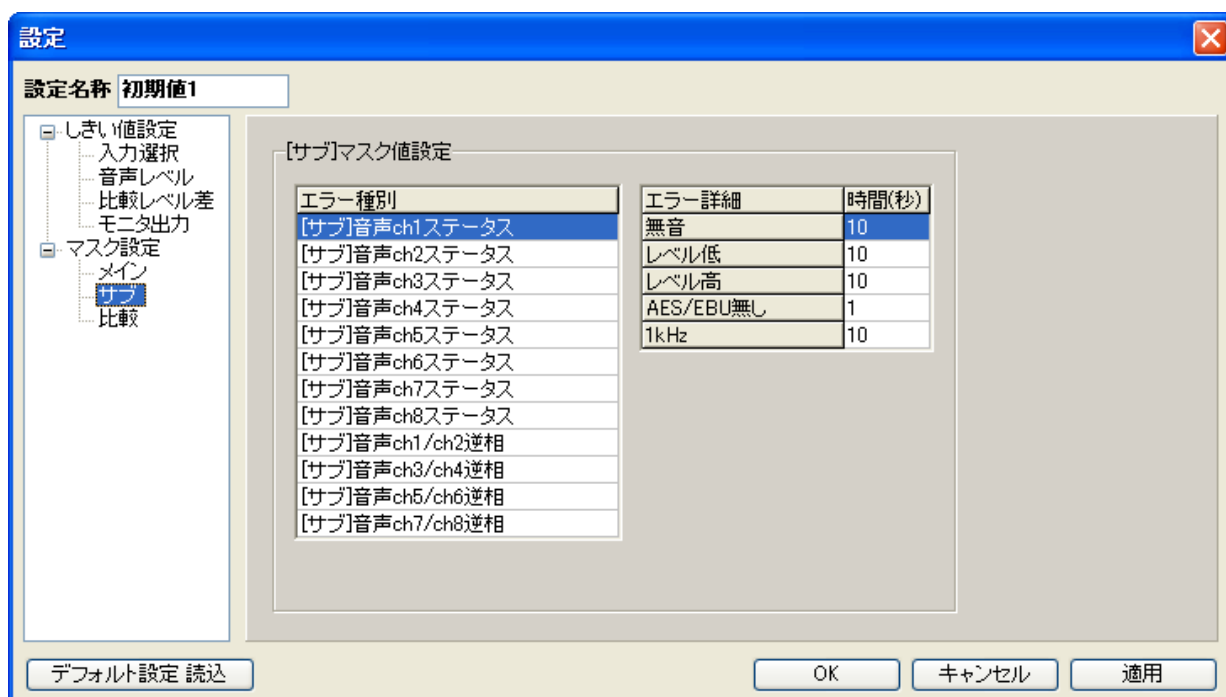 設定
設定名称 初期値1
しきい値設定
入力選択
音声レベル
比較レベル差
モニタ出力
マスク設定
メイン
サブ
比較
[サブ]マスク値設定
エラー種別
[サブ]音声ch1ステータス
[サブ]音声ch2ステータス
[サブ]音声ch3ステータス
[サブ]音声ch4ステータス
[サブ]音声ch5ステータス
[サブ]音声ch6ステータス
[サブ]音声ch7ステータス
[サブ]音声ch8ステータス
[サブ]音声ch1/ch2逆相
[サブ]音声ch3/ch4逆相
[サブ]音声ch5/ch6逆相
[サブ]音声ch7/ch8逆相
エラー詳細 時間(秒)
無音 10
レベル低 10
レベル高 10
AES/EBU無し 1
1kHz 10
デフォルト設定 読込 OK キャンセル 適用